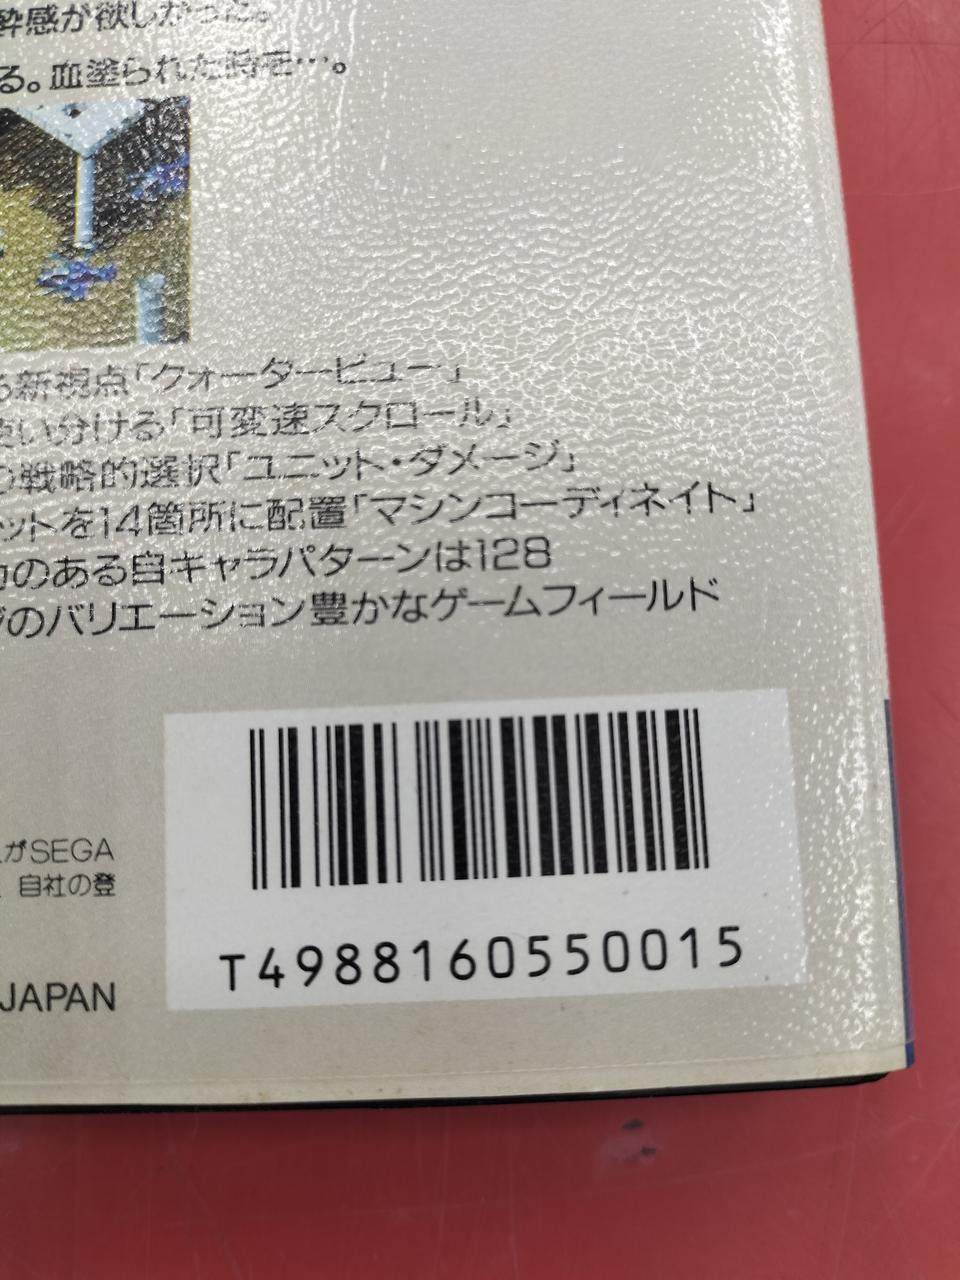 酔感が欲しかった。
る。血塗られた時を…。
る新視点「クォータービュー」
使い分ける「可変速スクロール」
の戦略的選択「ユニット・ダメージ」
ニットを14箇所に配置「マシンコーディネイト」
力のある自キャラパターンは128
ジのバリエーション豊かなゲームフィールド
がSEGA
自社の登
JAPAN
T4988160550015